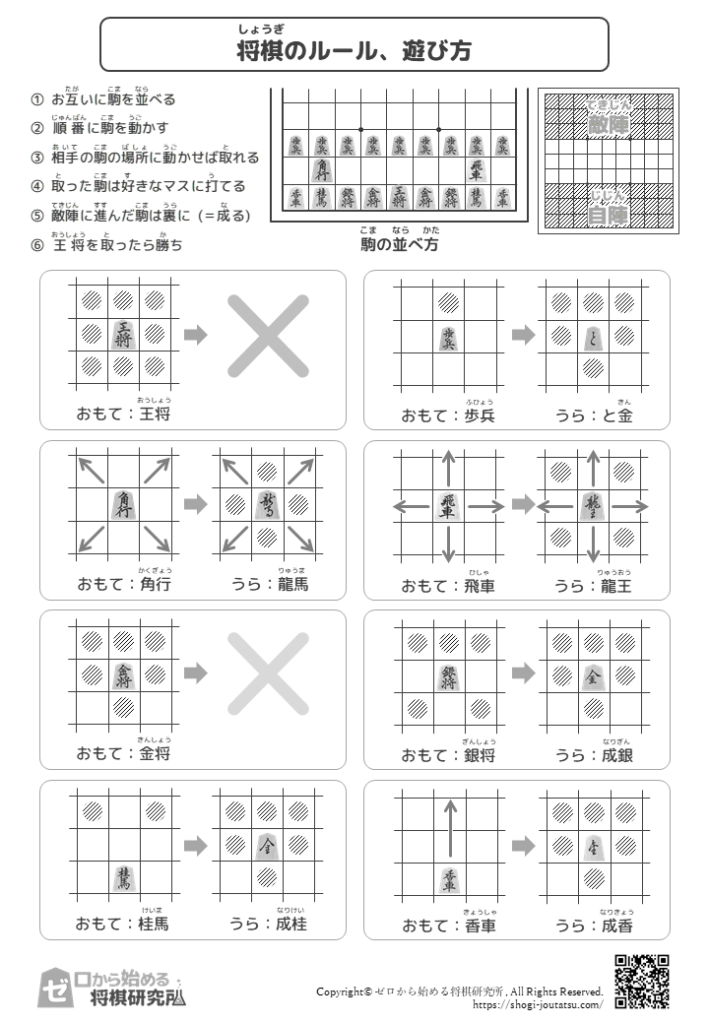 将棋のルール、遊び方
① お互いに駒を並べる
② 順番に駒を動かす
③ 相手の駒の場所に動かせば取れる
④ 取った駒は好きなマスに打てる
⑤ 敵陣に進んだ駒は裏に (=成る)
⑥ 王将を取ったら勝ち
歩兵 歩兵 歩兵 歩兵 歩兵 歩兵 歩兵 歩兵 歩兵
角行 飛車
香車 桂馬 銀将 金将 王将 金将 銀将 桂馬 香車
駒の並べ方
てきじん
敵陣
じじん
自陣
王将
おもて：王将
歩兵 と
おもて：歩兵 うら：と金
角行 龍馬
おもて：角行 うら：龍馬
飛車 龍王
おもて：飛車 うら：龍王
金将
おもて：金将
銀将 全
おもて：銀将 うら：成銀
桂馬
おもて：桂馬 うら：成桂
香車
おもて：香車 うら：成香
ゼロから始める
将棋研究所
Copyright© ゼロから始める将棋研究所, All Rights Reserved.
https://shogi-joutatsu.com/